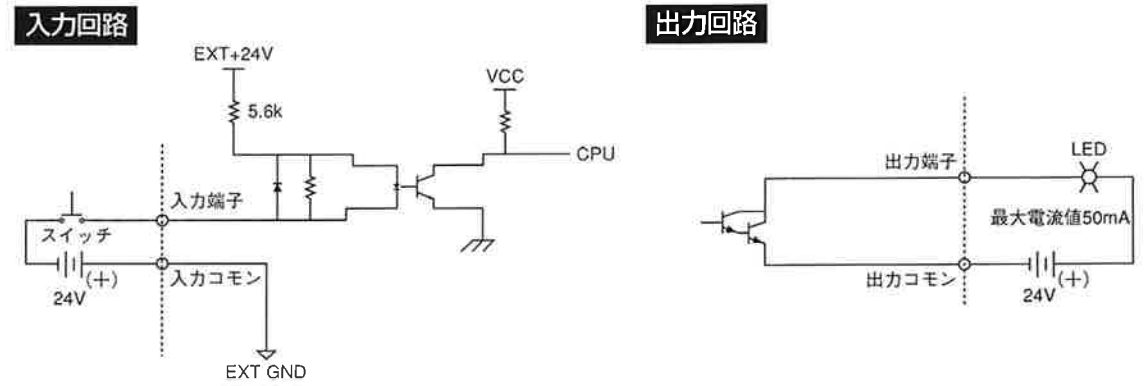 入力回路
EXT+24V
5.6k
VCC
CPU
入力端子
スイッチ
(+)
24V
入力コモン
EXT GND
出力回路
出力端子
LED
最大電流値50mA
出力コモン
(+)
24V